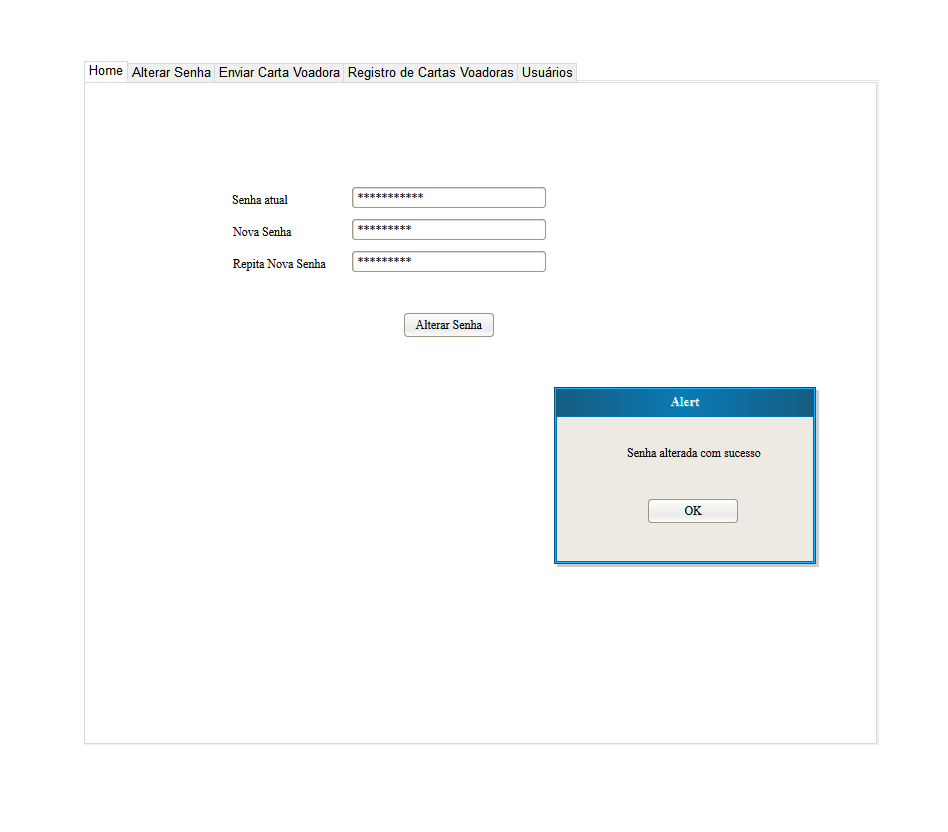 Home Alterar Senha Enviar Carta Voadora Registro de Cartas Voadoras Usuários
Senha atual ***********
Nova Senha *********
Repita Nova Senha *********
Alterar Senha
Alert
Senha alterada com sucesso
OK